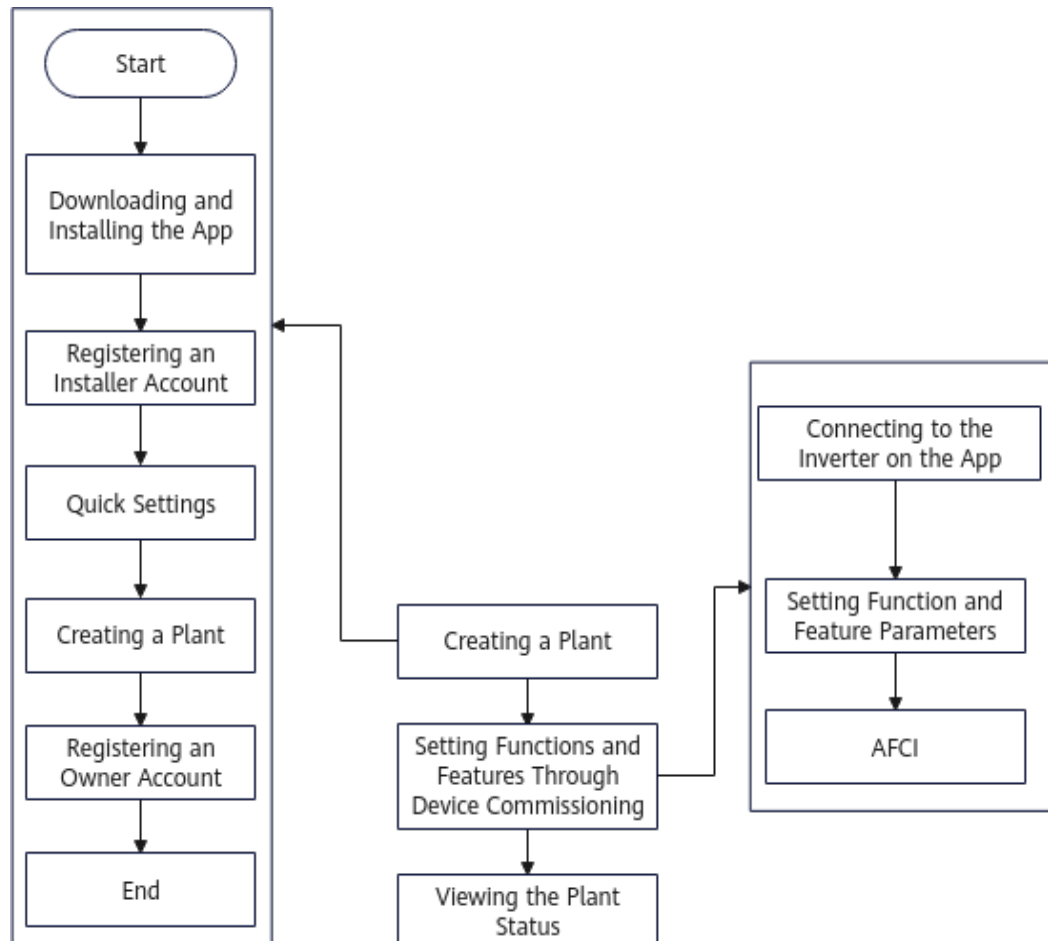 Start
Downloading and
Installing the App
Registering an
Installer Account
Quick Settings
Creating a Plant
Registering an
Owner Account
End
Creating a Plant
Setting Functions and
Features Through
Device Commissioning
Viewing the Plant
Status
Connecting to the
Inverter on the App
Setting Function and
Feature Parameters
AFCI